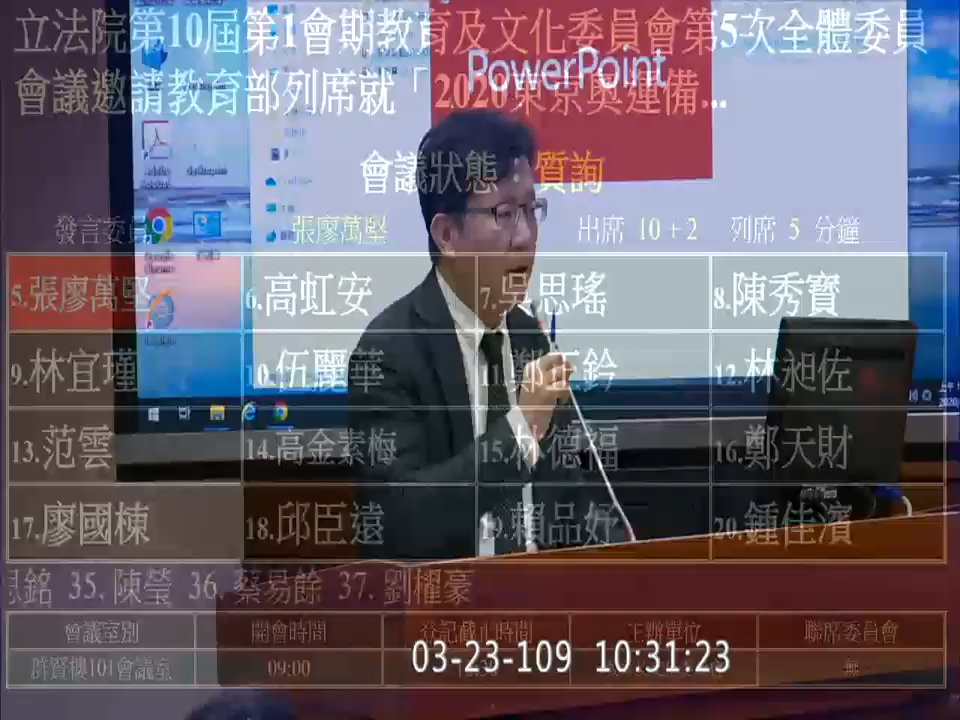 立法院第10屆第1會期教育及文化委員會第5次全體委員
會議邀請教育部列席就「2020東京奧運備...
PowerPoint
會議狀態 質詢
發言委員 張廖萬堅 出席 10+2 列席 5 分鐘
5.張廖萬堅 6.高虹安 7.吳思瑤 8.陳秀寳
9.林宜瑾 10.伍麗華 11.鄭正鈐 12.林昶佐
13.范雲 14.高金素梅 15.林德福 16.鄭天財
17.廖國棟 18.邱臣遠 19.賴品妤 20.鍾佳濱
思銘 35.陳瑩 36.蔡易餘 37.劉櫂豪
會議室別 開會時間 登記截止時間 主辦單位 聯席委員會
群賢樓101會議室 09:00 無
03-23-109 10:31:23